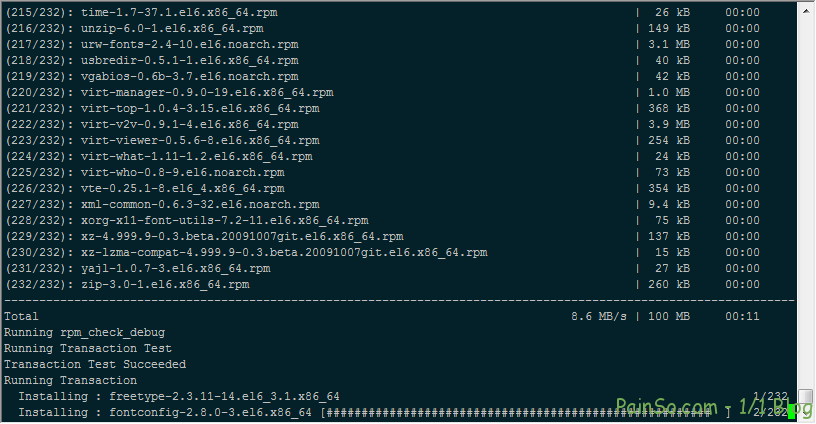 (215/232): time-1.7-37.1.el6.x86_64.rpm | 26 kB 00:00
(216/232): unzip-6.0-1.el6.x86_64.rpm | 149 kB 00:00
(217/232): urw-fonts-2.4-10.el6.noarch.rpm | 3.1 MB 00:00
(218/232): usbredir-0.5.1-1.el6.x86_64.rpm | 40 kB 00:00
(219/232): vgabios-0.6b-3.7.el6.noarch.rpm | 42 kB 00:00
(220/232): virt-manager-0.9.0-19.el6.x86_64.rpm | 1.0 MB 00:00
(221/232): virt-top-1.0.4-3.15.el6.x86_64.rpm | 368 kB 00:00
(222/232): virt-v2v-0.9.1-4.el6.x86_64.rpm | 3.9 MB 00:00
(223/232): virt-viewer-0.5.6-8.el6.x86_64.rpm | 254 kB 00:00
(224/232): virt-what-1.11-1.2.el6.x86_64.rpm | 24 kB 00:00
(225/232): virt-who-0.8-9.el6.noarch.rpm | 73 kB 00:00
(226/232): vte-0.25.1-8.el6_4.x86_64.rpm | 354 kB 00:00
(227/232): xml-common-0.6.3-32.el6.noarch.rpm | 9.4 kB 00:00
(228/232): xorg-x11-font-utils-7.2-11.el6.x86_64.rpm | 75 kB 00:00
(229/232): xz-4.999.9-0.3.beta.20091007git.el6.x86_64.rpm | 137 kB 00:00
(230/232): xz-lzma-compat-4.999.9-0.3.beta.20091007git.el6.x86_64.rpm | 15 kB 00:00
(231/232): yajl-1.0.7-3.el6.x86_64.rpm | 27 kB 00:00
(232/232): zip-3.0-1.el6.x86_64.rpm | 260 kB 00:00
--------------------------------------------------------------------------------
Total 8.6 MB/s | 100 MB 00:11
Running rpm_check_debug
Running Transaction Test
Transaction Test Succeeded
Running Transaction
Installing : freetype-2.3.11-14.el6_3.1.x86_64 1/232
Installing : fontconfig-2.8.0-3.el6.x86_64 [####################################################### ] 2/232
PainSo.com - 1/1 Blog